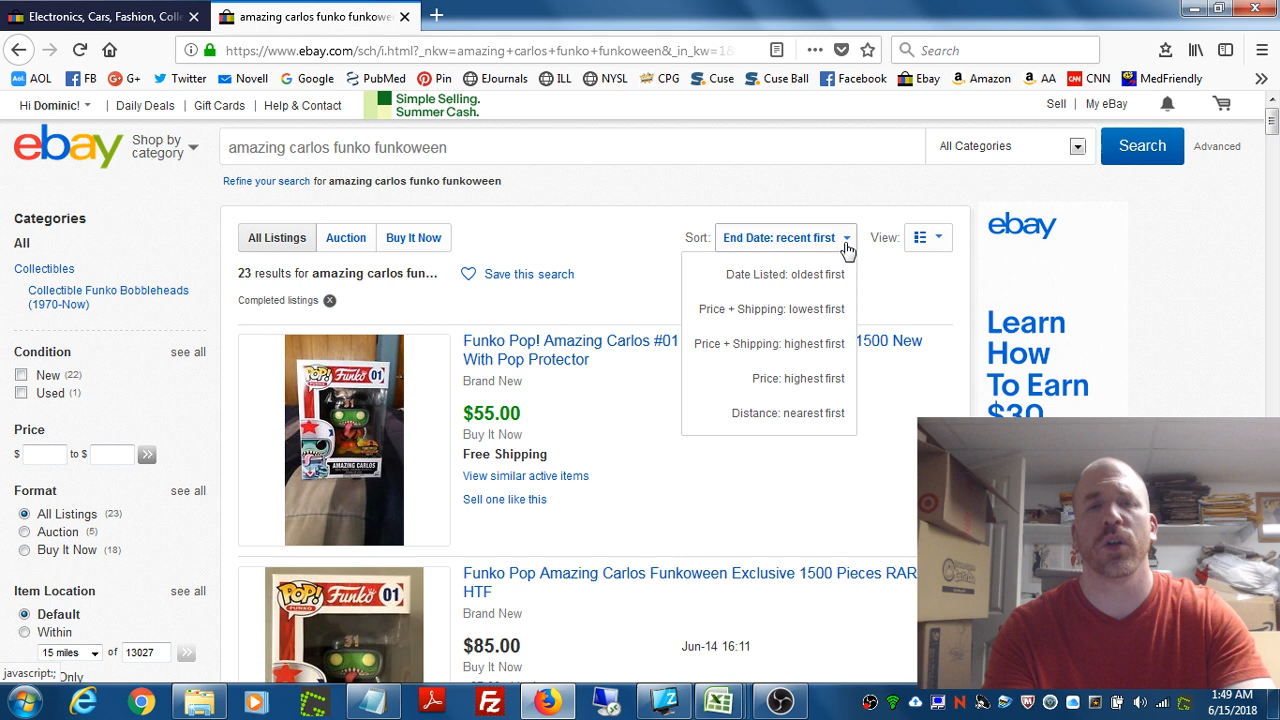 Electronics, Cars, Fashion, Coll
amazing carlos funko funkowe
https://www.ebay.com/sch/i.html?_nkw=amazing+carlos+funko+funkoween&_in_kw=1
Search
AOL FB G+ Twitter Novell Google PubMed Pin EJournals ILL NYSL CPG Cuse Cuse Ball Facebook Ebay Amazon AA CNN MedFriendly
Hi Dominic! Daily Deals Gift Cards Help & Contact
Simple Selling.
Summer Cash.
Sell My eBay
ebay
Shop by
category
amazing carlos funko funkoween
All Categories
Search
Advanced
Refine your search for amazing carlos funko funkoween
Categories
All
Collectibles
Collectible Funko Bobbleheads
(1970-Now)
Condition see all
New (22)
Used (1)
Price
$ to $
Format see all
All Listings (23)
Auction (5)
Buy It Now (18)
Item Location see all
Default
Within
15 miles of 13027
Only
javascript:;
All Listings Auction Buy It Now
Sort: End Date: recent first View:
23 results for amazing carlos fun...
Save this search
Completed listings
Date Listed: oldest first
Price + Shipping: lowest first
Price + Shipping: highest first
Price: highest first
Distance: nearest first
POP! Funko 01
AMAZING CARLOS
Funko Pop! Amazing Carlos #01 1500 New
With Pop Protector
Brand New
$55.00
Buy It Now
Free Shipping
View similar active items
Sell one like this
POP! Funko 01
31
Funko Pop Amazing Carlos Funkoween Exclusive 1500 Pieces RAR
HTF
Brand New
$85.00
Jun-14 16:11
Buy It Now
ebay
Learn
How
To Earn
$30
1:49 AM
6/15/2018